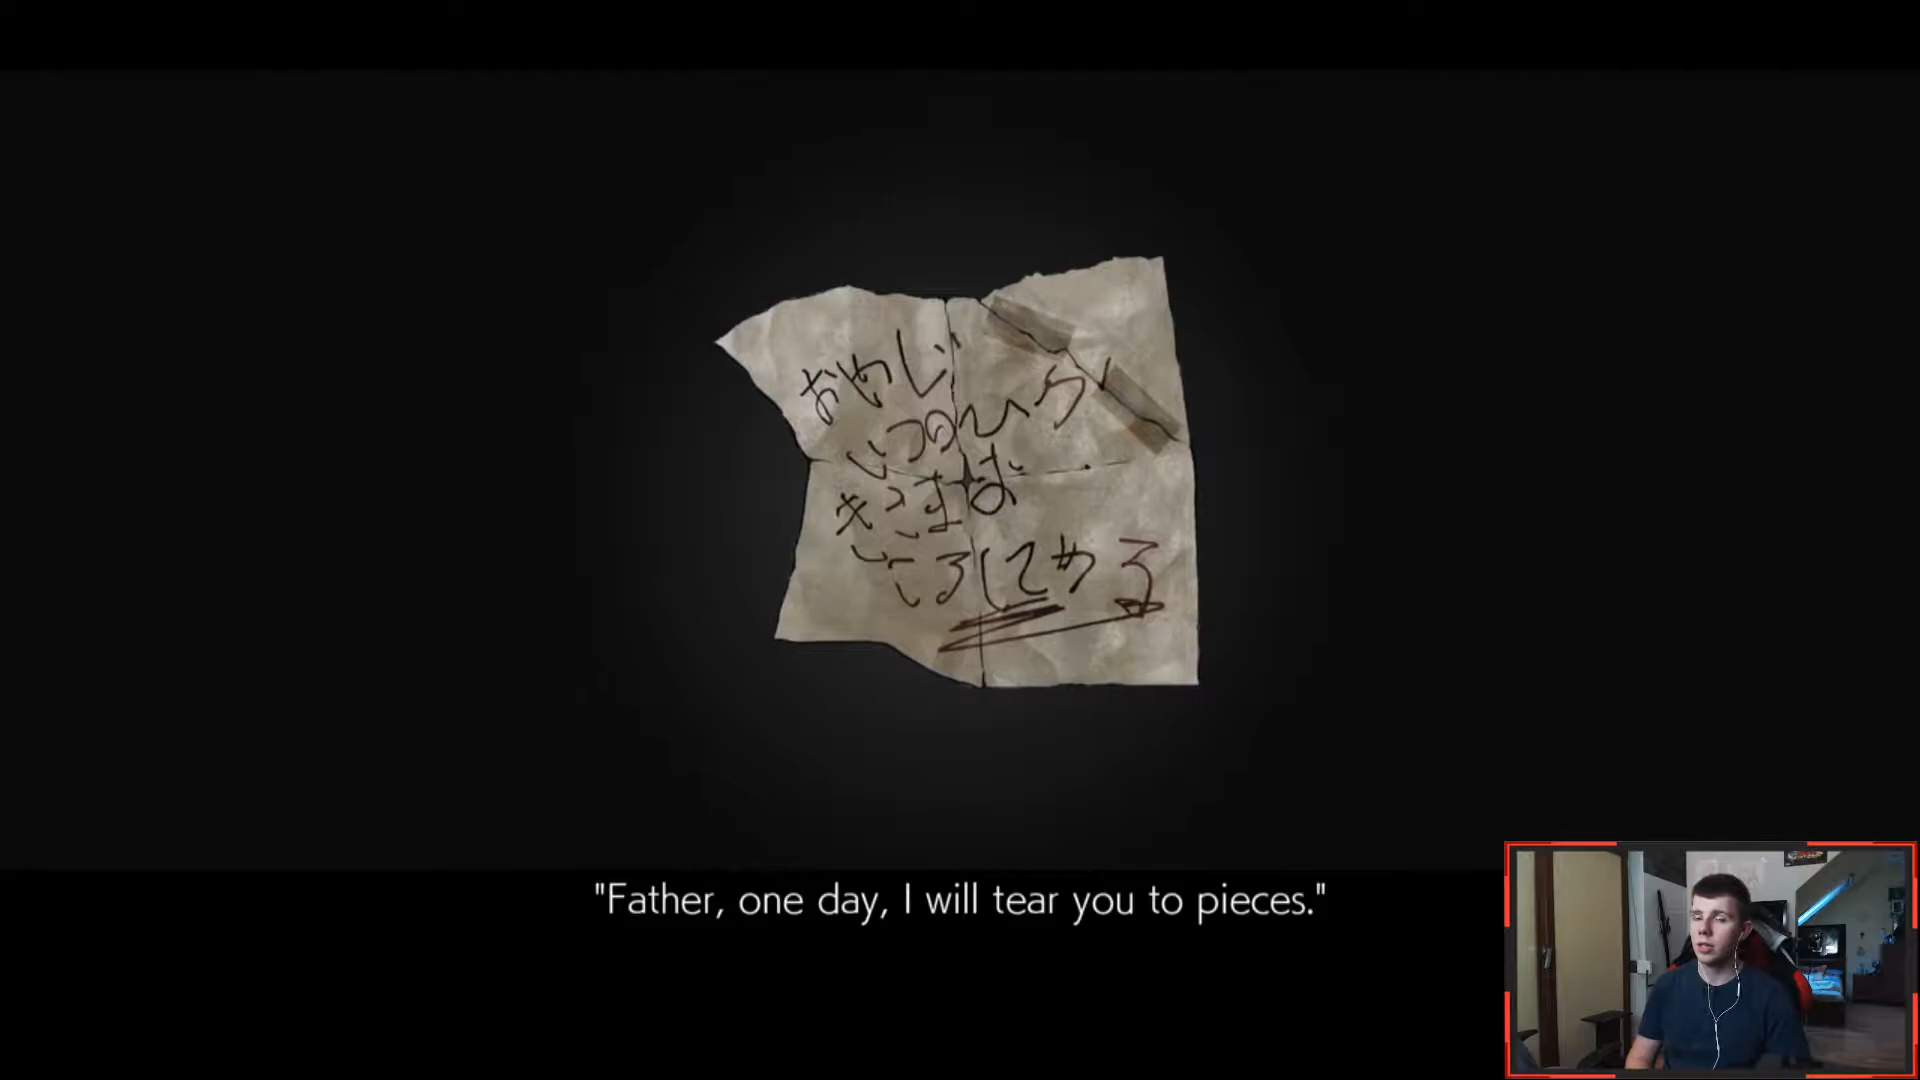 おやじ
いつのひか
きさまは
ころしてやる
"Father, one day, I will tear you to pieces."